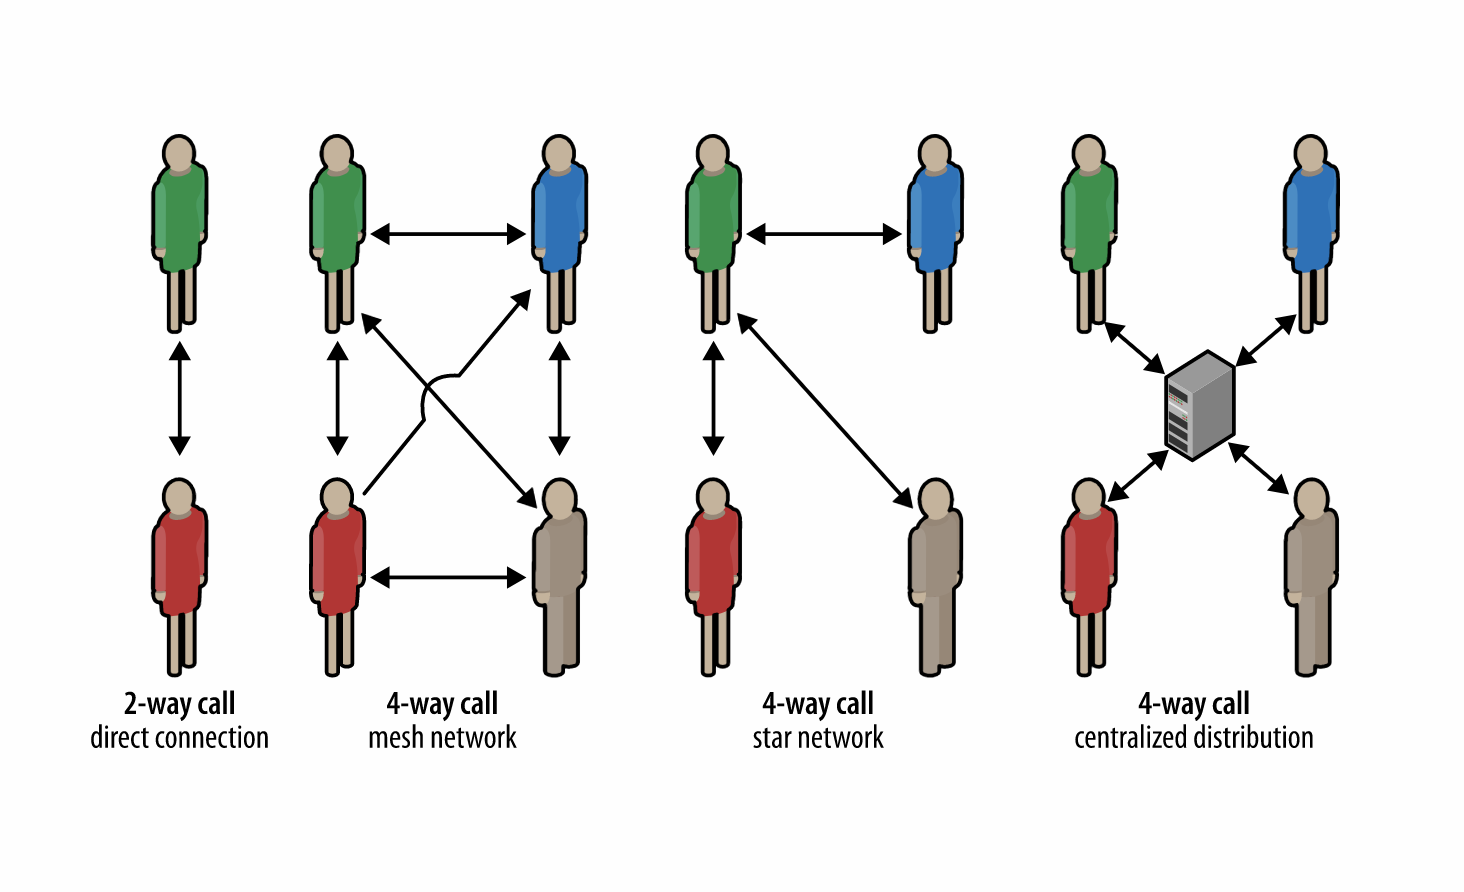 2-way call
direct connection
4-way call
mesh network
4-way call
star network
4-way call
centralized distribution